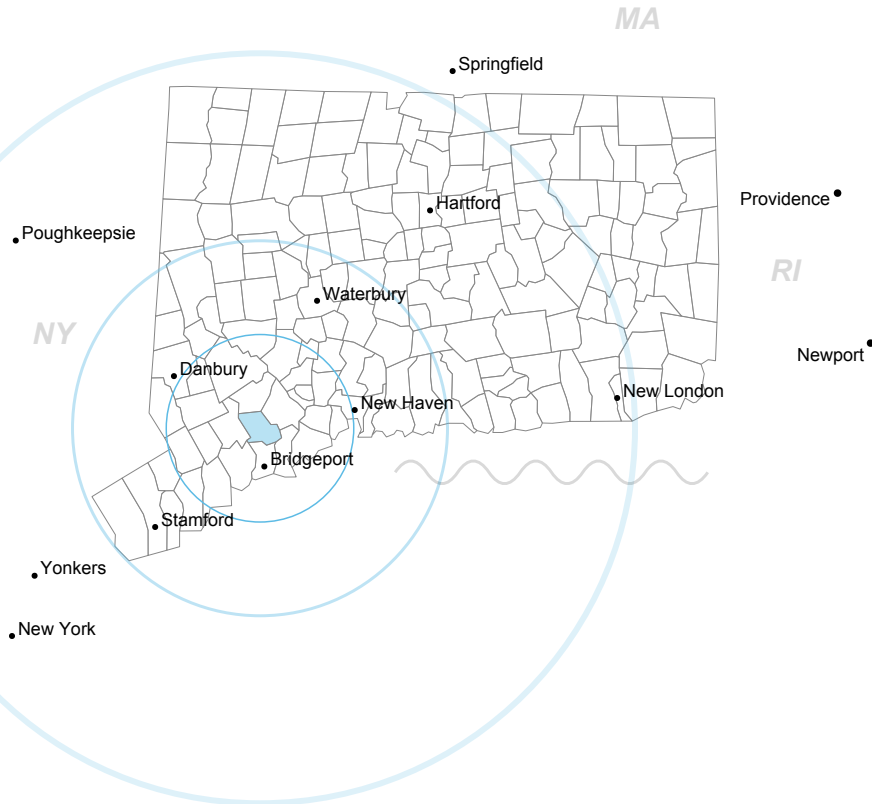 MA
Springfield
Hartford
Providence
Poughkeepsie
RI
Waterbury
NY
Newport
Danbury
New London
New Haven
Bridgeport
Stamford
Yonkers
New York